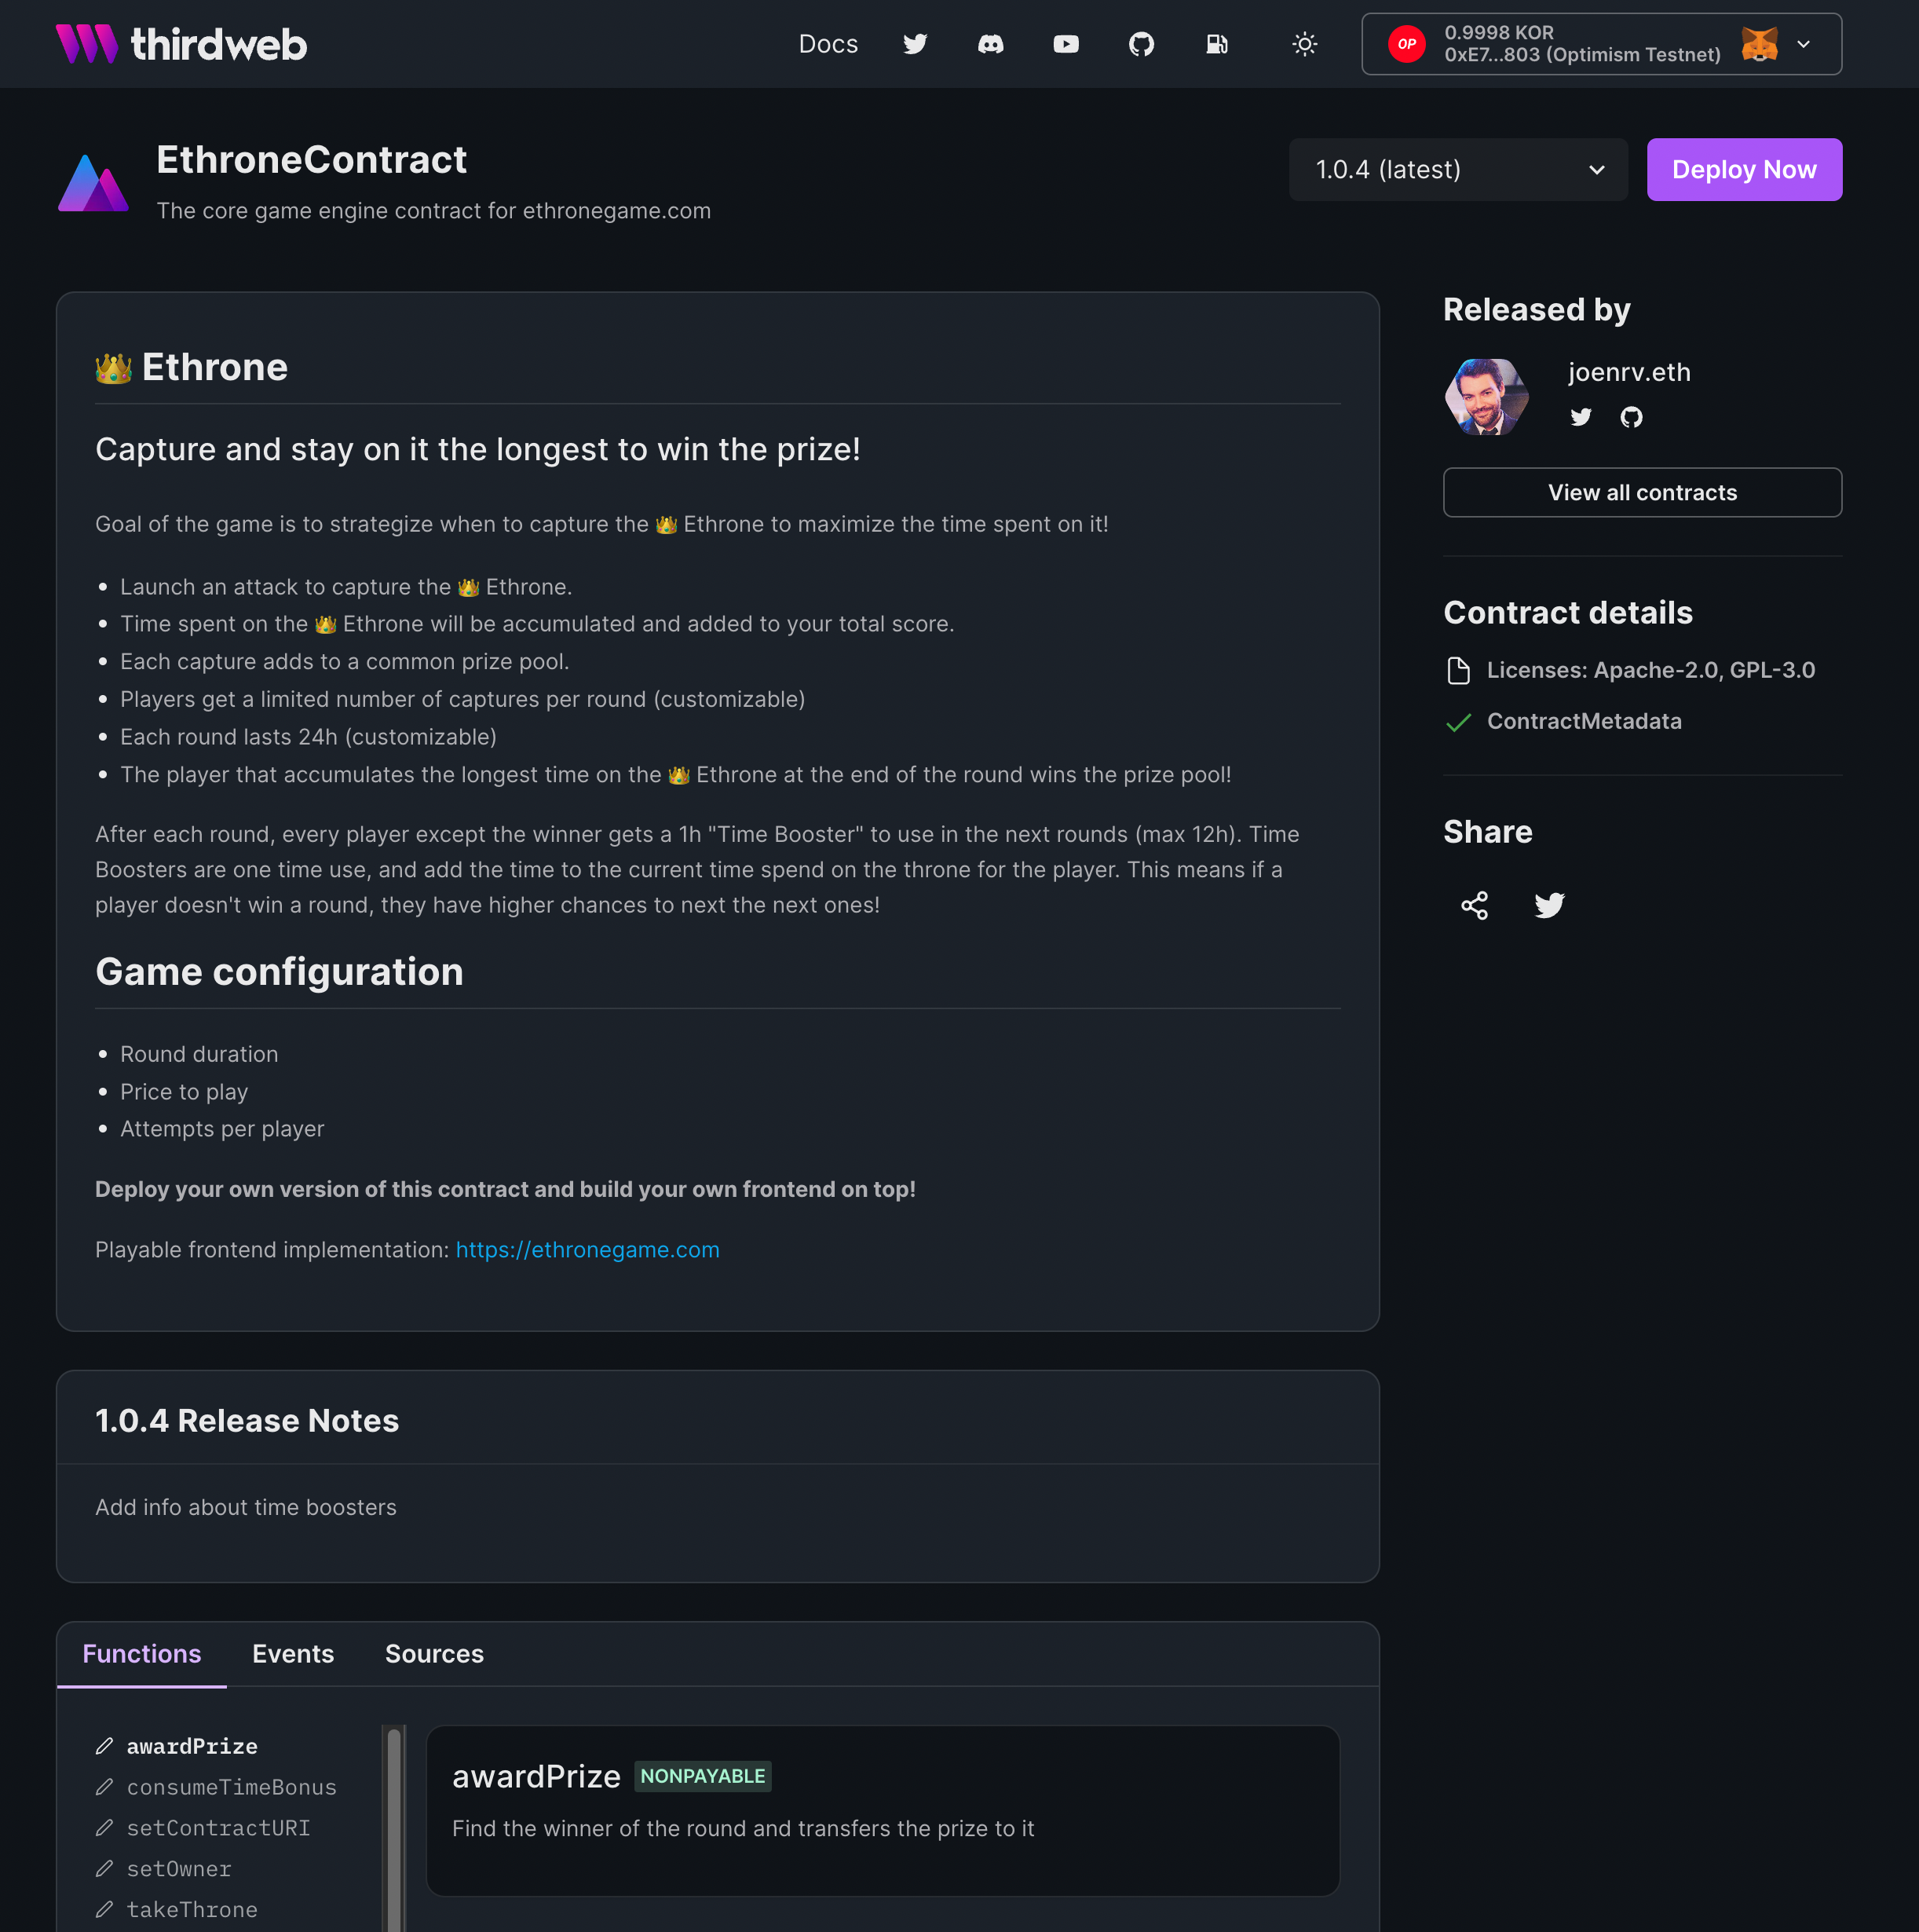 thirdweb
Docs
OP
0.9998 KOR
0xE7...803 (Optimism Testnet)
EthroneContract
The core game engine contract for ethronegame.com
1.0.4 (latest)
Deploy Now
👑 Ethrone
Capture and stay on it the longest to win the prize!
Goal of the game is to strategize when to capture the 👑 Ethrone to maximize the time spent on it!
• Launch an attack to capture the 👑 Ethrone.
• Time spent on the 👑 Ethrone will be accumulated and added to your total score.
• Each capture adds to a common prize pool.
• Players get a limited number of captures per round (customizable)
• Each round lasts 24h (customizable)
• The player that accumulates the longest time on the 👑 Ethrone at the end of the round wins the prize pool!
After each round, every player except the winner gets a 1h "Time Booster" to use in the next rounds (max 12h). Time
Boosters are one time use, and add the time to the current time spend on the throne for the player. This means if a
player doesn't win a round, they have higher chances to next the next ones!
Game configuration
• Round duration
• Price to play
• Attempts per player
Deploy your own version of this contract and build your own frontend on top!
Playable frontend implementation: https://ethronegame.com
Released by
joenrv.eth
View all contracts
Contract details
Licenses: Apache-2.0, GPL-3.0
ContractMetadata
Share
1.0.4 Release Notes
Add info about time boosters
Functions
Events
Sources
awardPrize
consumeTimeBonus
setContractURI
setOwner
takeThrone
awardPrize NONPAYABLE
Find the winner of the round and transfers the prize to it